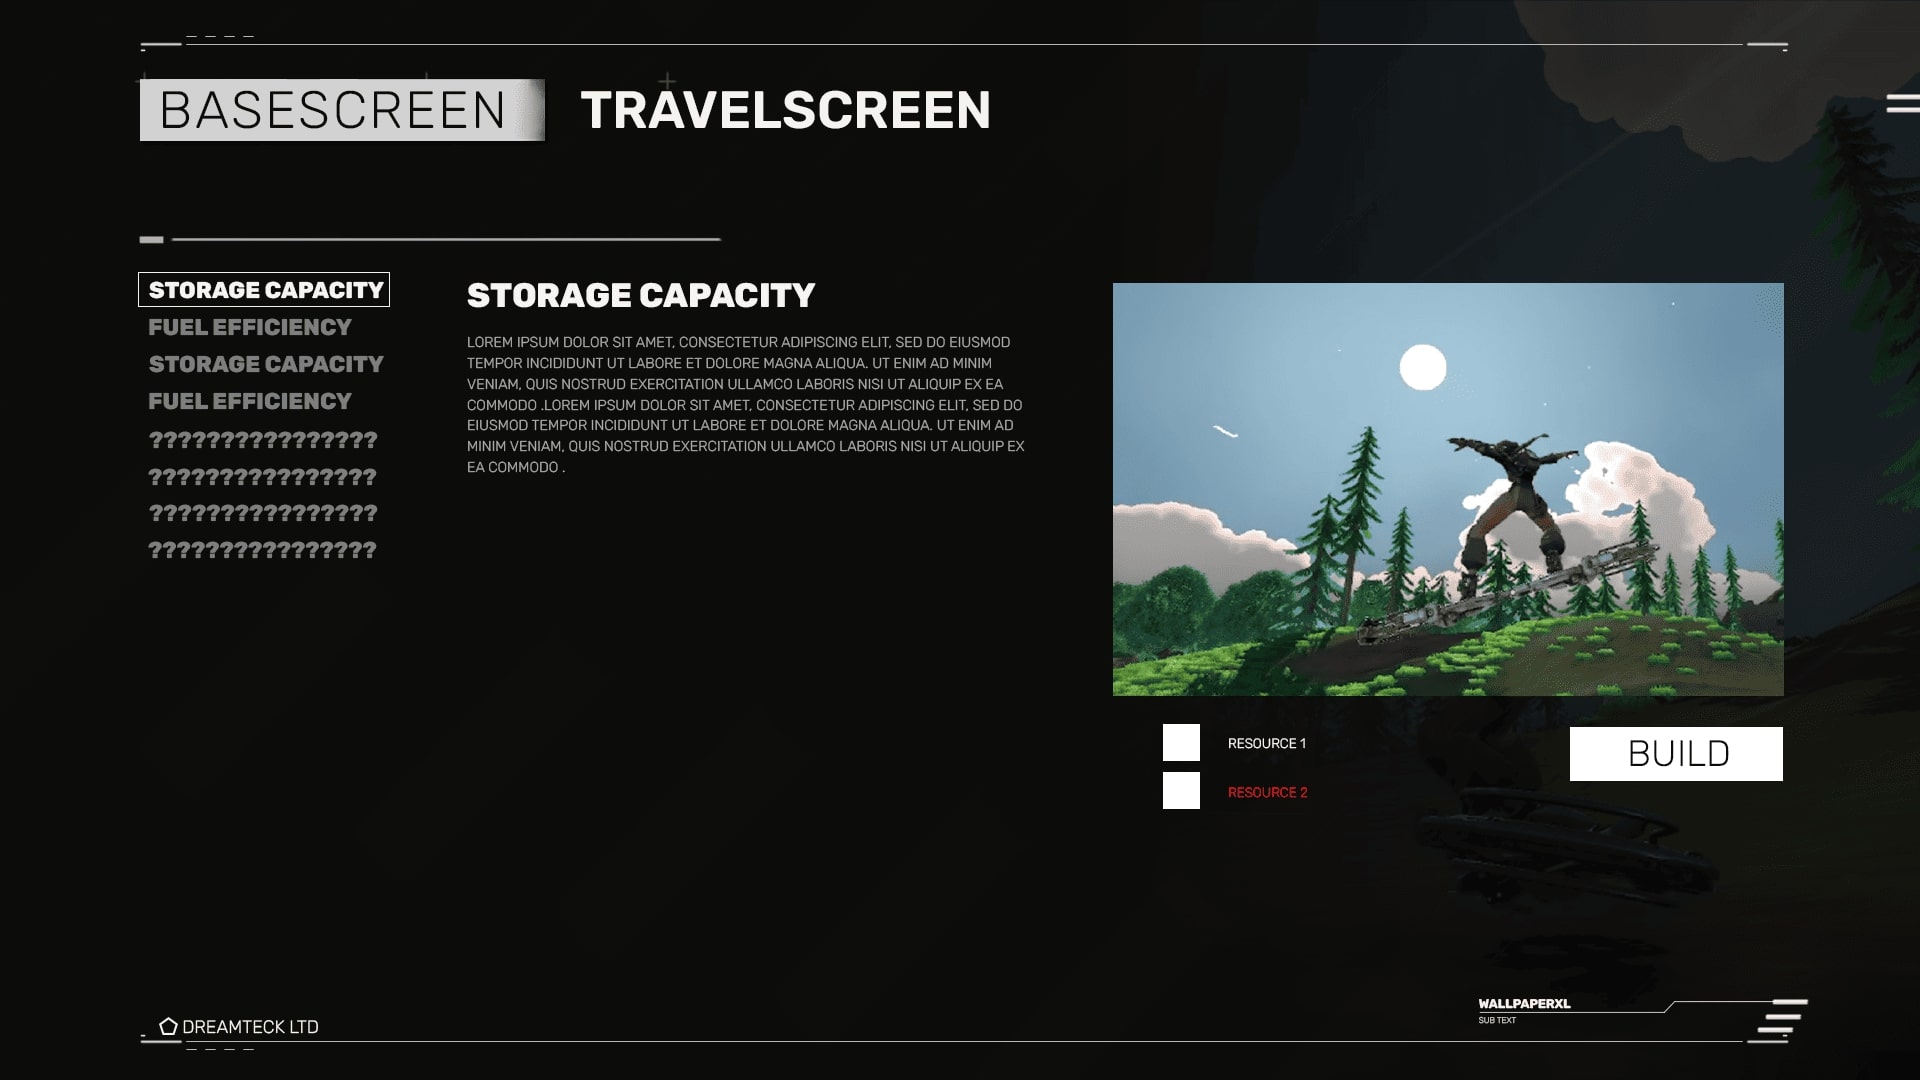 BASESCREEN
TRAVELSCREEN
STORAGE CAPACITY
FUEL EFFICIENCY
STORAGE CAPACITY
FUEL EFFICIENCY
????????????????
????????????????
????????????????
????????????????
STORAGE CAPACITY
LOREM IPSUM DOLOR SIT AMET, CONSECTETUR ADIPISCING ELIT, SED DO EIUSMOD
TEMPOR INCIDIDUNT UT LABORE ET DOLORE MAGNA ALIQUA. UT ENIM AD MINIM
VENIAM, QUIS NOSTRUD EXERCITATION ULLAMCO LABORIS NISI UT ALIQUIP EX EA
COMMODO .LOREM IPSUM DOLOR SIT AMET, CONSECTETUR ADIPISCING ELIT, SED DO
EIUSMOD TEMPOR INCIDIDUNT UT LABORE ET DOLORE MAGNA ALIQUA. UT ENIM AD
MINIM VENIAM, QUIS NOSTRUD EXERCITATION ULLAMCO LABORIS NISI UT ALIQUIP EX
EA COMMODO .
RESOURCE 1
RESOURCE 2
BUILD
DREAMTECK LTD
WALLPAPERXL
SUB TEXT